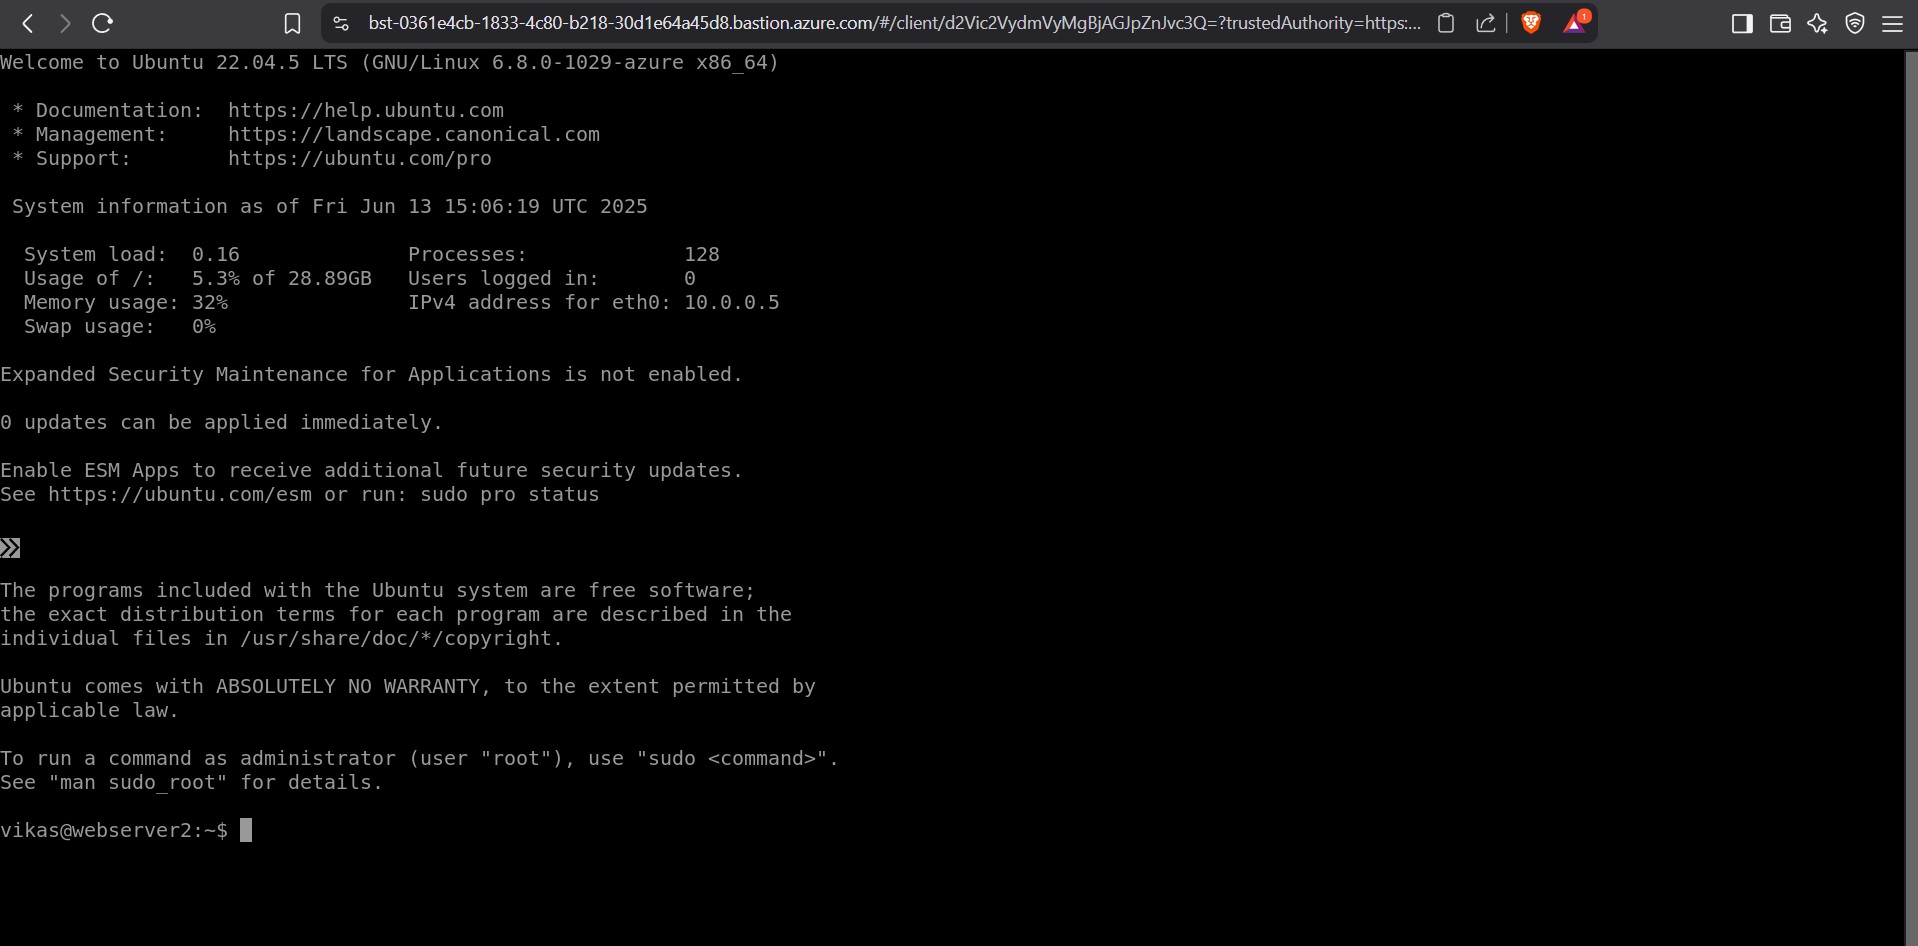 bst-0361e4cb-1833-4c80-b218-30d1e64a45d8.bastion.azure.com/#/client/d2Vic2VydmVyMgBjAGJpZnJvc3Q=?trustedAuthority=https:...
1
Welcome to Ubuntu 22.04.5 LTS (GNU/Linux 6.8.0-1029-azure x86_64)
* Documentation:  https://help.ubuntu.com
* Management:     https://landscape.canonical.com
* Support:        https://ubuntu.com/pro
System information as of Fri Jun 13 15:06:19 UTC 2025
System load:  0.16              Processes:             128
Usage of /:   5.3% of 28.89GB   Users logged in:       0
Memory usage: 32%               IPv4 address for eth0: 10.0.0.5
Swap usage:   0%
Expanded Security Maintenance for Applications is not enabled.
0 updates can be applied immediately.
Enable ESM Apps to receive additional future security updates.
See https://ubuntu.com/esm or run: sudo pro status
The programs included with the Ubuntu system are free software;
the exact distribution terms for each program are described in the
individual files in /usr/share/doc/*/copyright.
Ubuntu comes with ABSOLUTELY NO WARRANTY, to the extent permitted by
applicable law.
To run a command as administrator (user "root"), use "sudo <command>".
See "man sudo_root" for details.
vikas@webserver2:~$